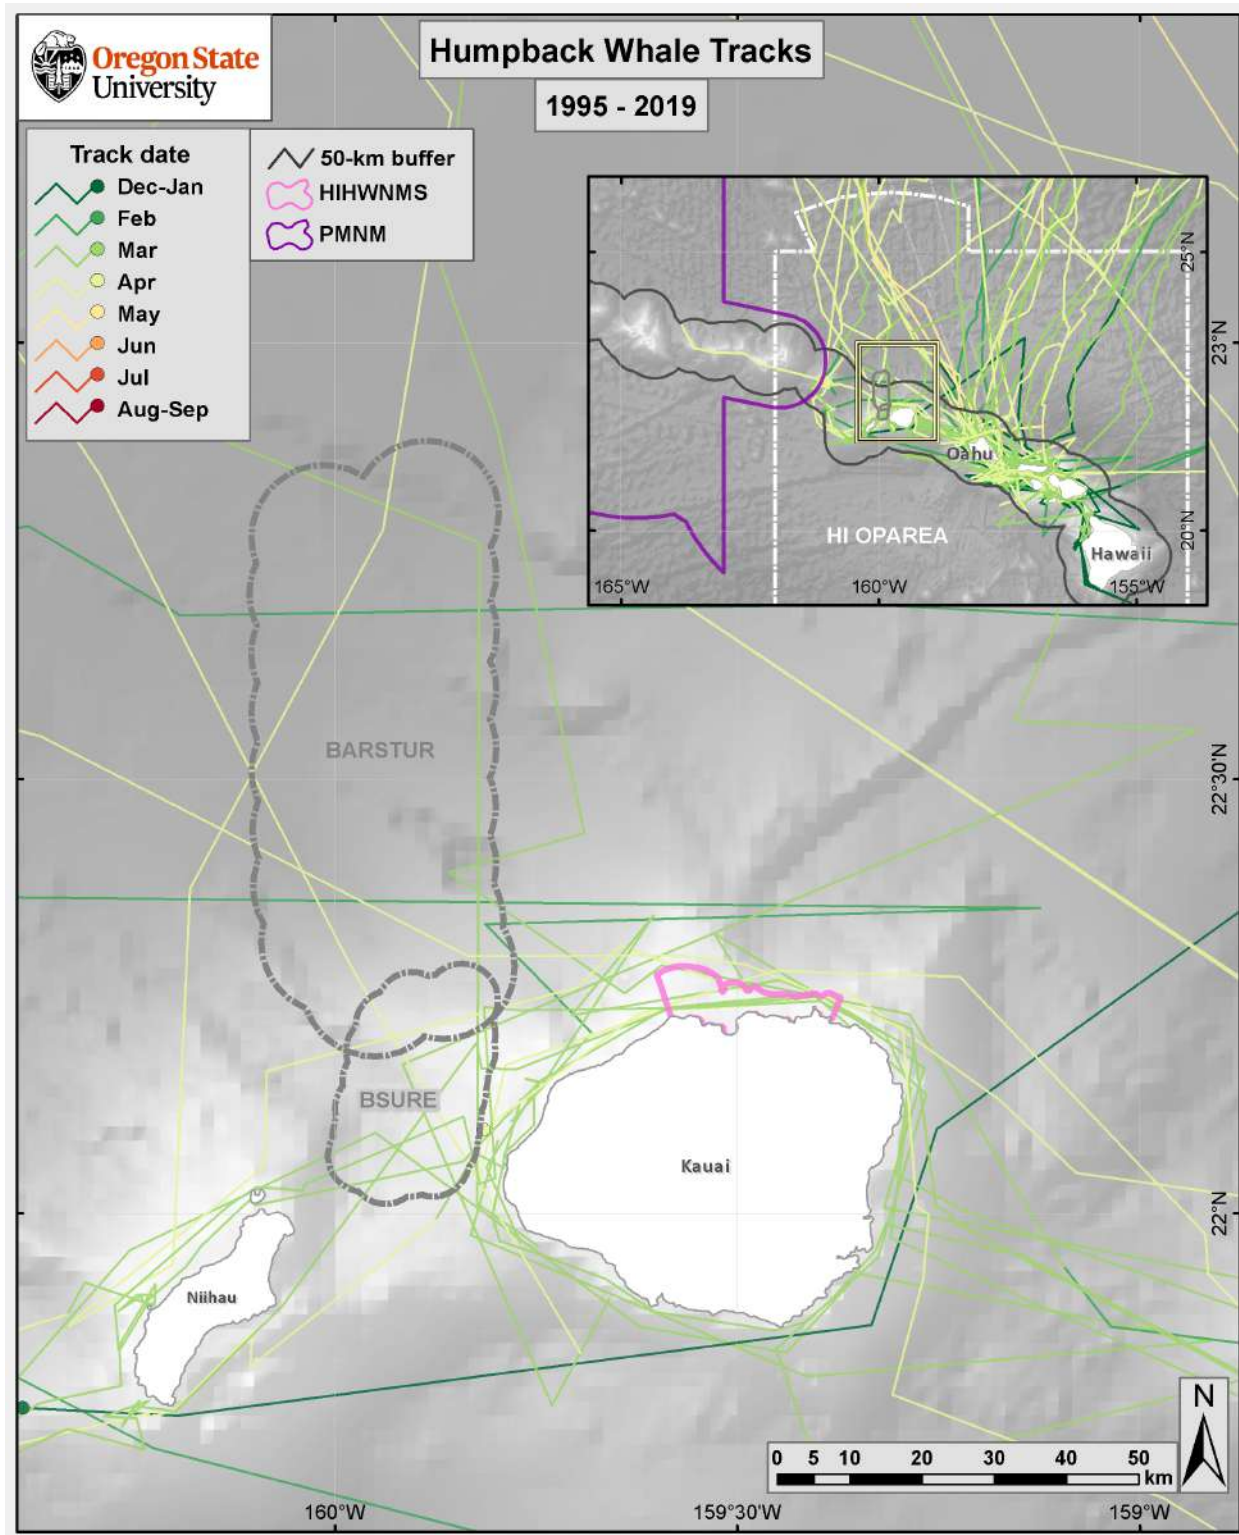 Oregon State
University
Humpback Whale Tracks
1995 - 2019
Track date
Dec-Jan
Feb
Mar
Apr
May
Jun
Jul
Aug-Sep
50-km buffer
HIHWNMS
PMNM
25°N
20°N
Oahu
HI OPAREA
Hawaii
165°W
160°W
155°W
23°N
BARSTUR
22°30'N
BSURE
Kauai
22°N
Niihau
N
0 5 10 20 30 40 50
km
160°W
159°30'W
159°W